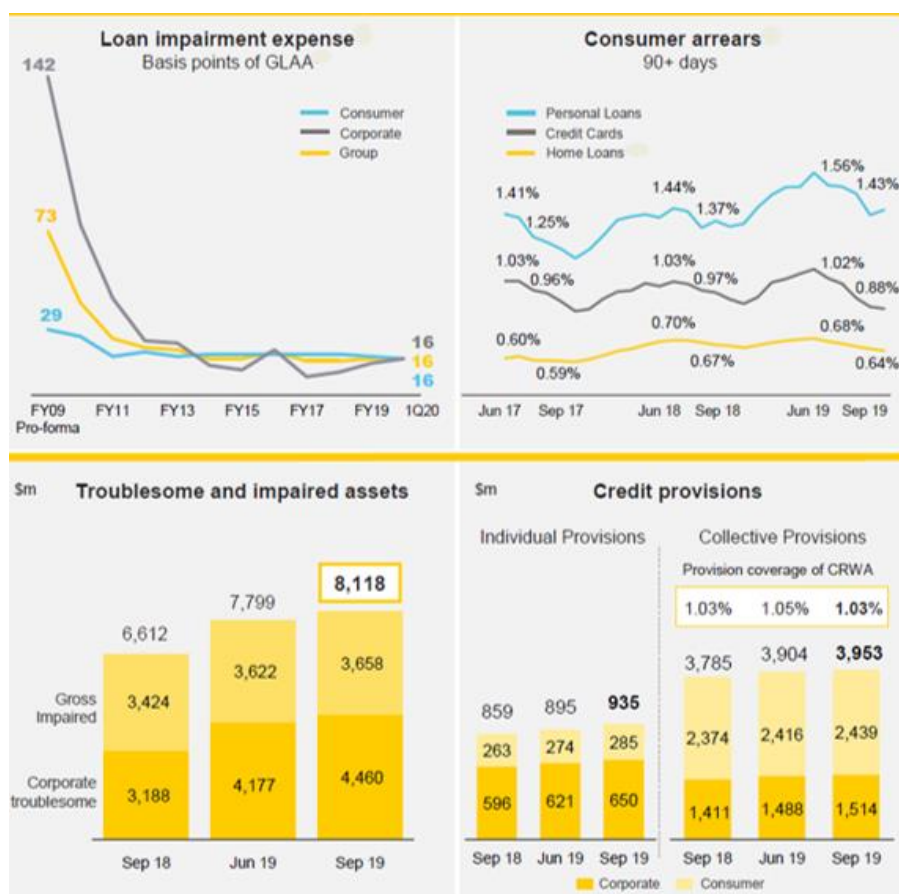 Loan impairment expense
Basis points of GLAA
142
Consumer
Corporate
Group
73
29
16
16
16
FY09 FY11 FY13 FY15 FY17 FY19 1Q20
Pro-forma
Consumer arrears
90+ days
Personal Loans
Credit Cards
Home Loans
1.41% 1.25% 1.44% 1.37% 1.56% 1.43%
1.03% 0.96% 1.03% 0.97% 1.02% 0.88%
0.60% 0.59% 0.70% 0.67% 0.68% 0.64%
Jun 17 Sep 17 Jun 18 Sep 18 Jun 19 Sep 19
$m Troublesome and impaired assets
6,612 7,799 8,118
Gross
Impaired
3,424 3,622 3,658
Corporate
troublesome
3,188 4,177 4,460
Sep 18 Jun 19 Sep 19
$m Credit provisions
Individual Provisions
859 895 935
263 274 285
596 621 650
Sep 18 Jun 19 Sep 19
Collective Provisions
Provision coverage of CRWA
1.03% 1.05% 1.03%
3,785 3,904 3,953
2,374 2,416 2,439
1,411 1,488 1,514
Sep 18 Jun 19 Sep 19
Corporate Consumer